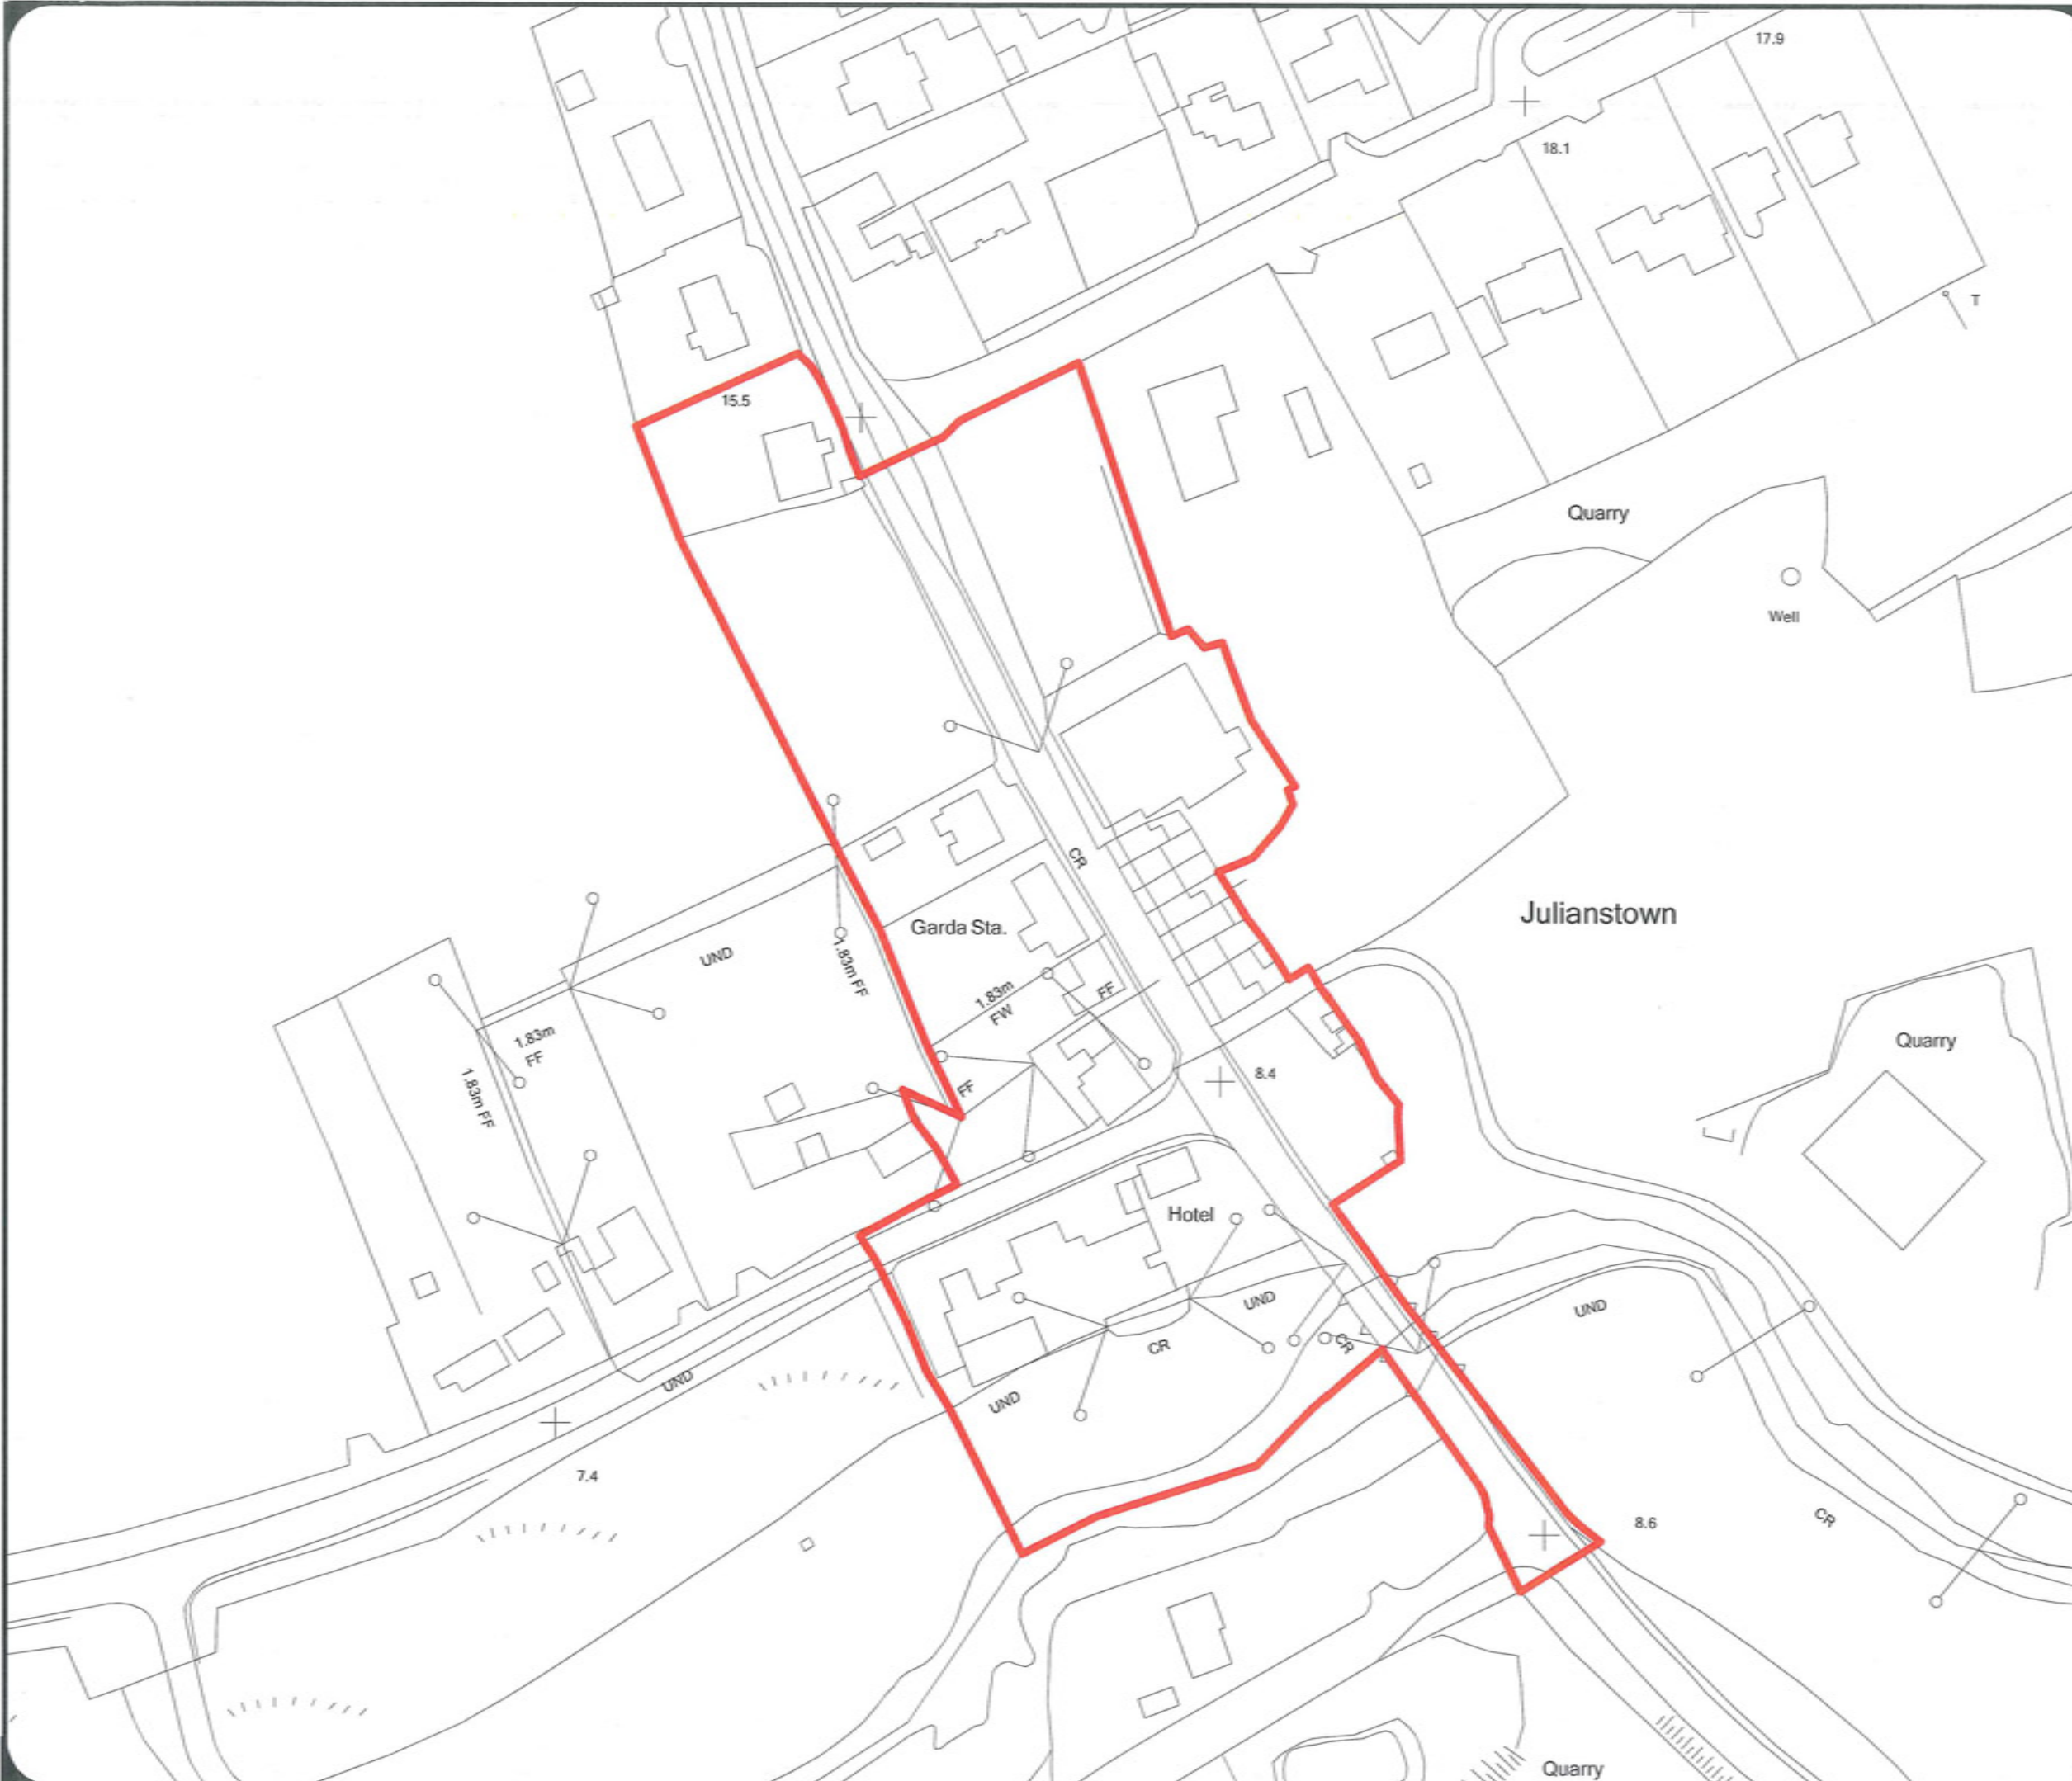 17.9
18.1
T
15.5
Quarry
Well
CR
Julianstown
Garda Sta.
UND
1.83m FF
1.83m
FW
FF
Quarry
1.83m
FF
1.83m FF
8.4
FF
Hotel
UND
UND
CR
CR
UND
UND
7.4
8.6
CR
Quarry